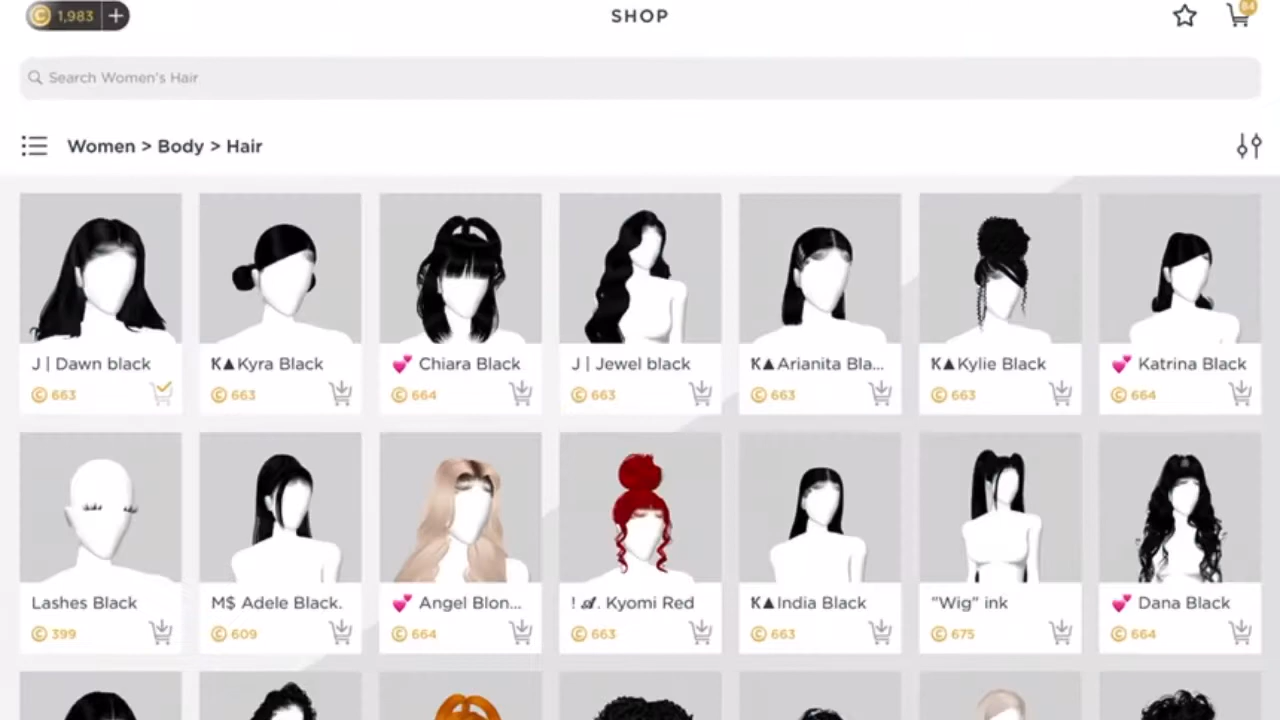 1,983 +
SHOP
84
Search Women's Hair
Women > Body > Hair
J | Dawn black
K▲Kyra Black
💕 Chiara Black
J | Jewel black
K▲Arianita Bla...
K▲Kylie Black
💕 Katrina Black
663
663
664
663
663
663
664
Lashes Black
M$ Adele Black.
💕 Angel Blon...
! 𝒜. Kyomi Red
K▲India Black
"Wig" ink
💕 Dana Black
399
609
664
663
663
675
664